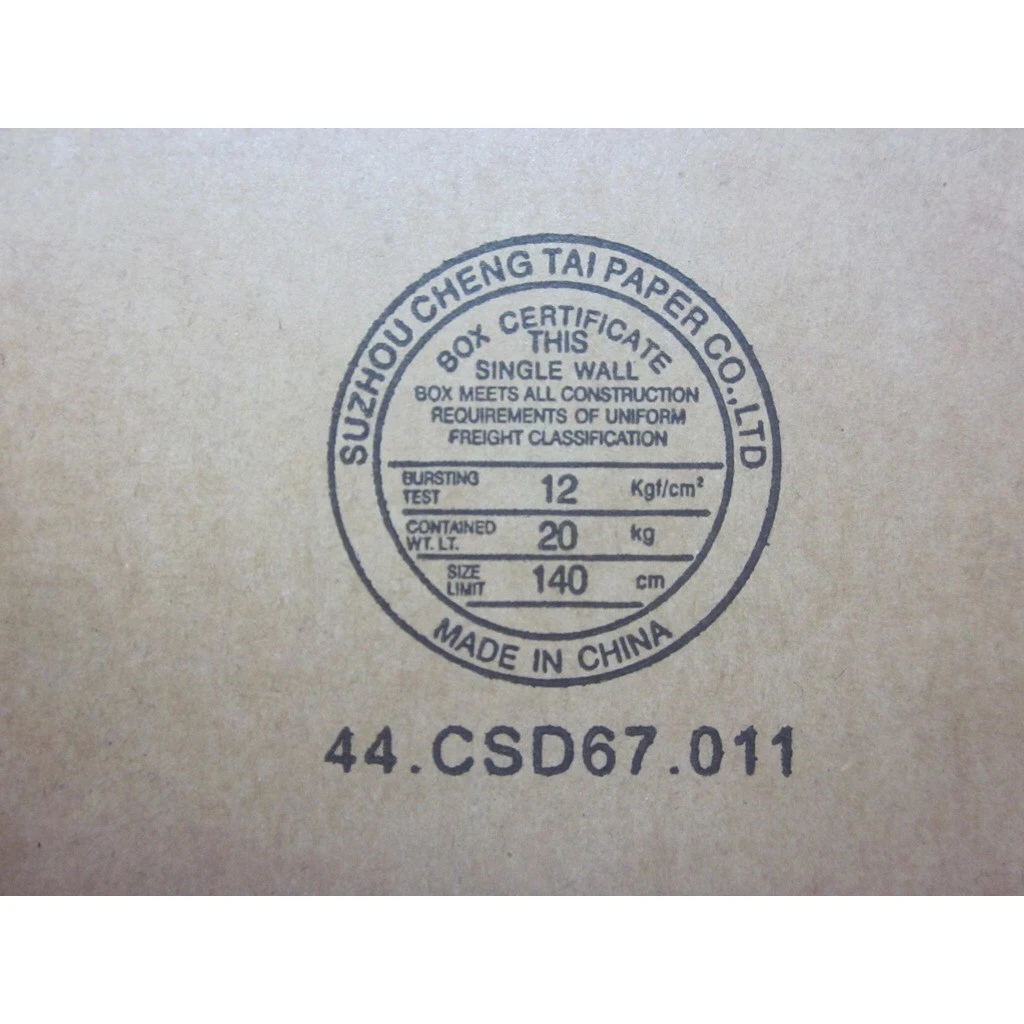 SUZHOU CHENG TAI PAPER CO.,LTD
BOX CERTIFICATE
THIS
SINGLE WALL
BOX MEETS ALL CONSTRUCTION
REQUIREMENTS OF UNIFORM
FREIGHT CLASSIFICATION
BURSTING TEST 12 Kgf/cm²
CONTAINED WT. LT. 20 kg
SIZE LIMIT 140 cm
MADE IN CHINA
44.CSD67.011